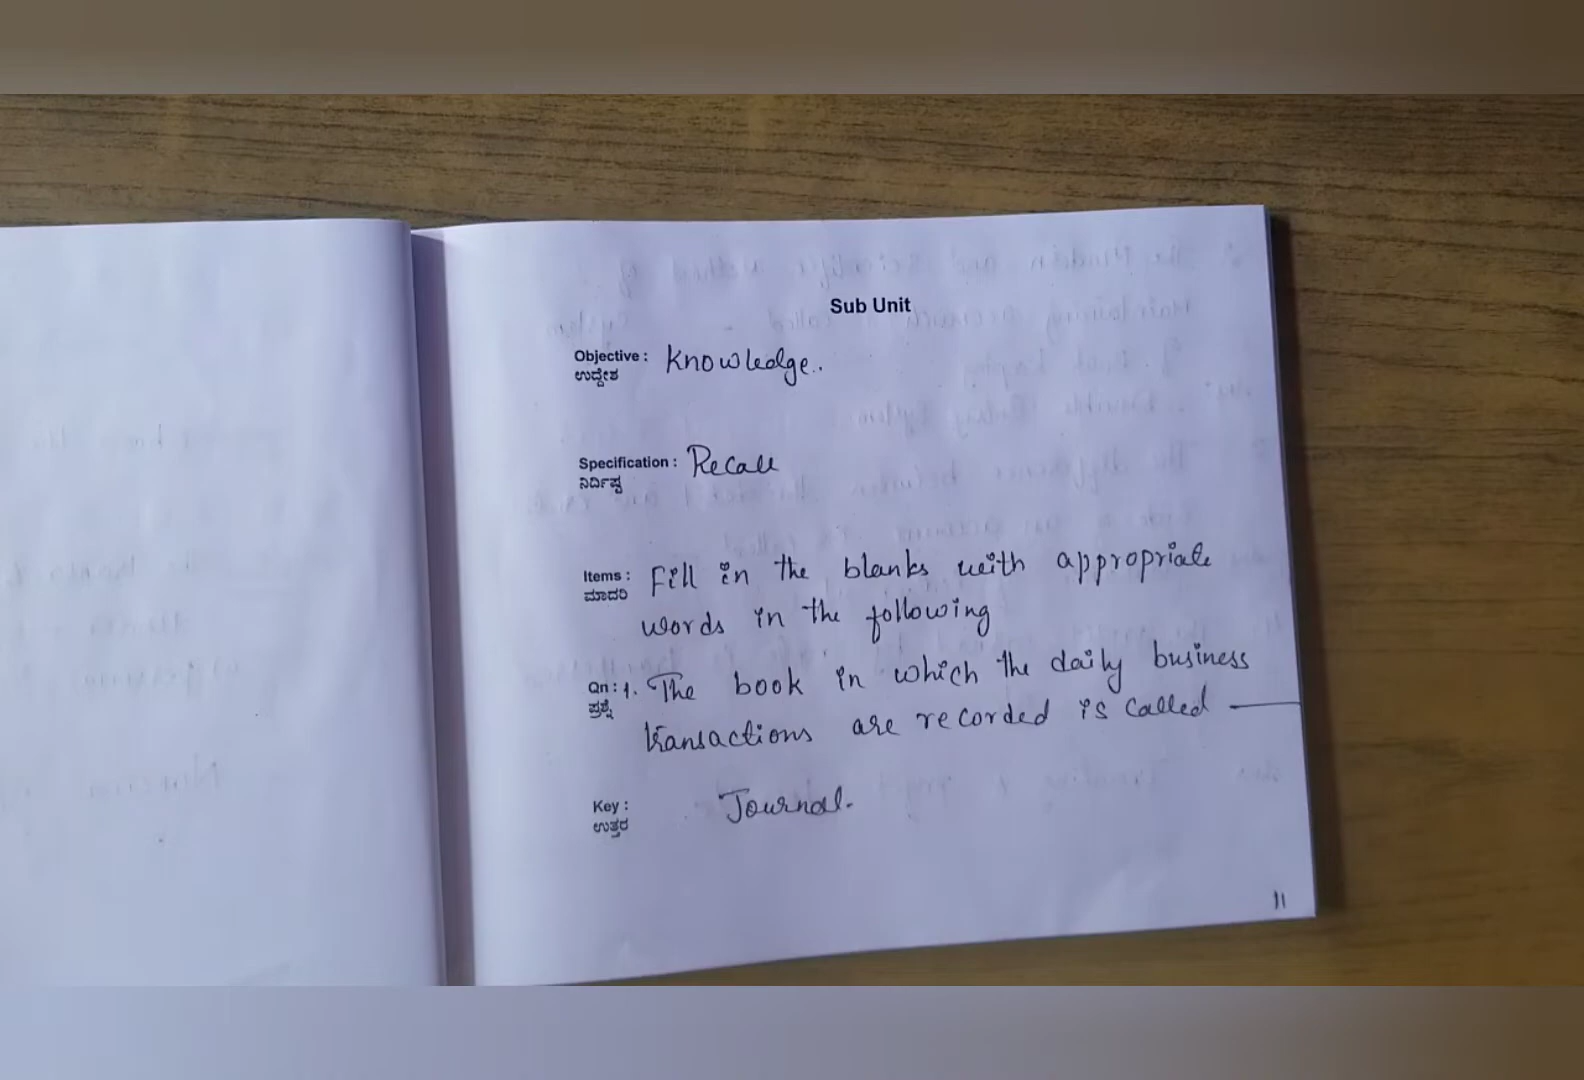 Sub Unit
Objective : Knowledge..
ಉದ್ದೇಶ
Specification : Recall
ನಿರ್ದಿಷ್ಟ
Items : Fill in the blanks with appropriate
ಮಾದರಿ
words in the following
Qn : 1. The book in which the daily business
ಪ್ರಶ್ನೆ
transactions are recorded is called ——
Key : Journal.
ಉತ್ತರ
11